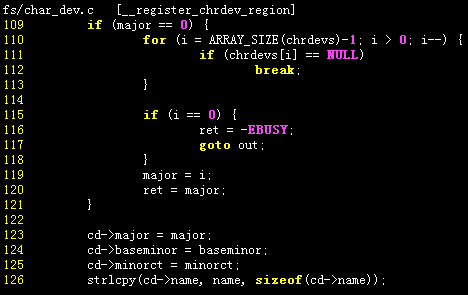 fs/char_dev.c   [__register_chrdev_region]
109         if (major == 0) {
110                 for (i = ARRAY_SIZE(chrdevs)-1; i > 0; i--) {
111                         if (chrdevs[i] == NULL)
112                                 break;
113                 }
114
115                 if (i == 0) {
116                         ret = -EBUSY;
117                         goto out;
118                 }
119                 major = i;
120                 ret = major;
121         }
122
123         cd->major = major;
124         cd->baseminor = baseminor;
125         cd->minorct = minorct;
126         strlcpy(cd->name, name, sizeof(cd->name));